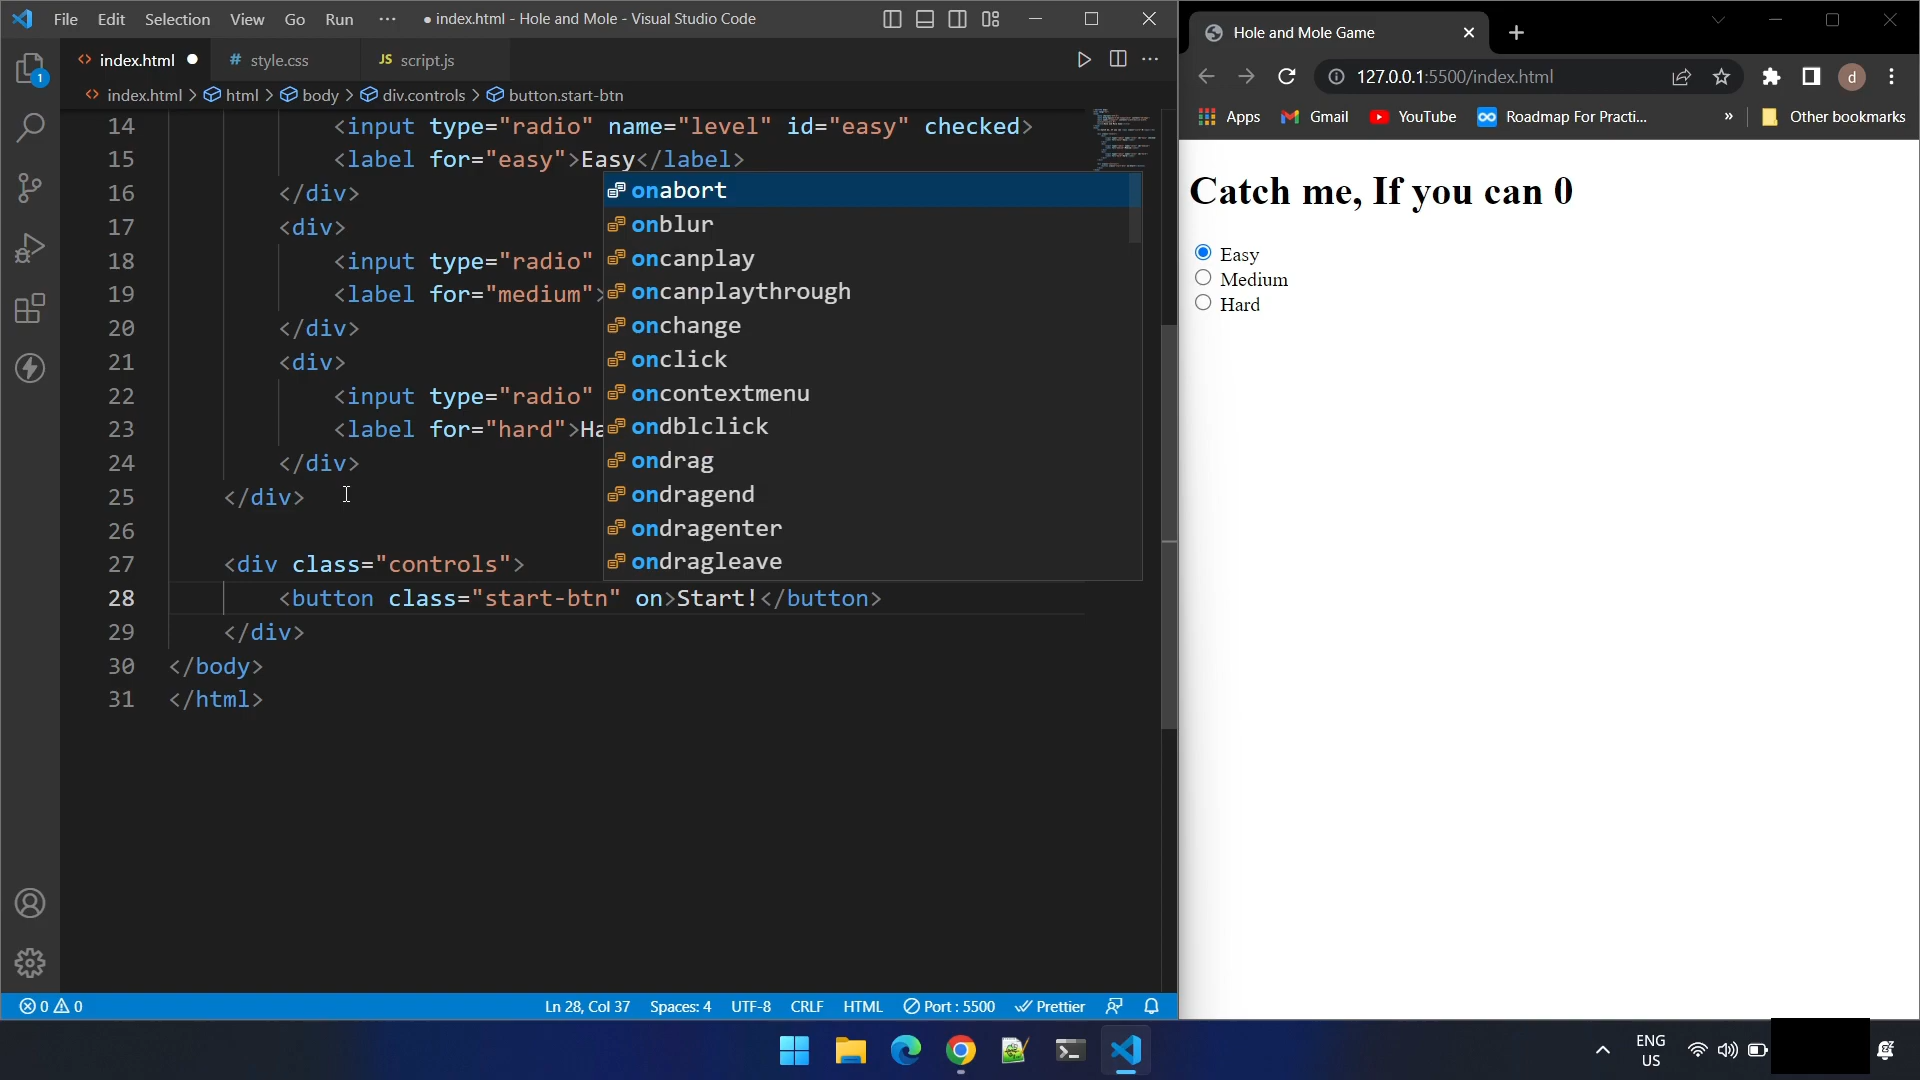 File Edit Selection View Go Run ··· ● index.html - Hole and Mole - Visual Studio Code
<> index.html ● # style.css JS script.js
<> index.html > html > body > div.controls > button.start-btn
14 <input type="radio" name="level" id="easy" checked>
15 <label for="easy">Easy</label>
16 </div>
17 <div>
18 <input type="radio"
19 <label for="medium">
20 </div>
21 <div>
22 <input type="radio"
23 <label for="hard">Ha
24 </div>
25 </div>
26
27 <div class="controls">
28 <button class="start-btn" on>Start!</button>
29 </div>
30 </body>
31 </html>
onabort
onblur
oncanplay
oncanplaythrough
onchange
onclick
oncontextmenu
ondblclick
ondrag
ondragend
ondragenter
ondragleave
1
0 0 Ln 28, Col 37 Spaces: 4 UTF-8 CRLF HTML Port : 5500 Prettier
Hole and Mole Game
127.0.0.1:5500/index.html d
Apps Gmail YouTube Roadmap For Practi... » Other bookmarks
Catch me, If you can 0
Easy
Medium
Hard
ENG
US